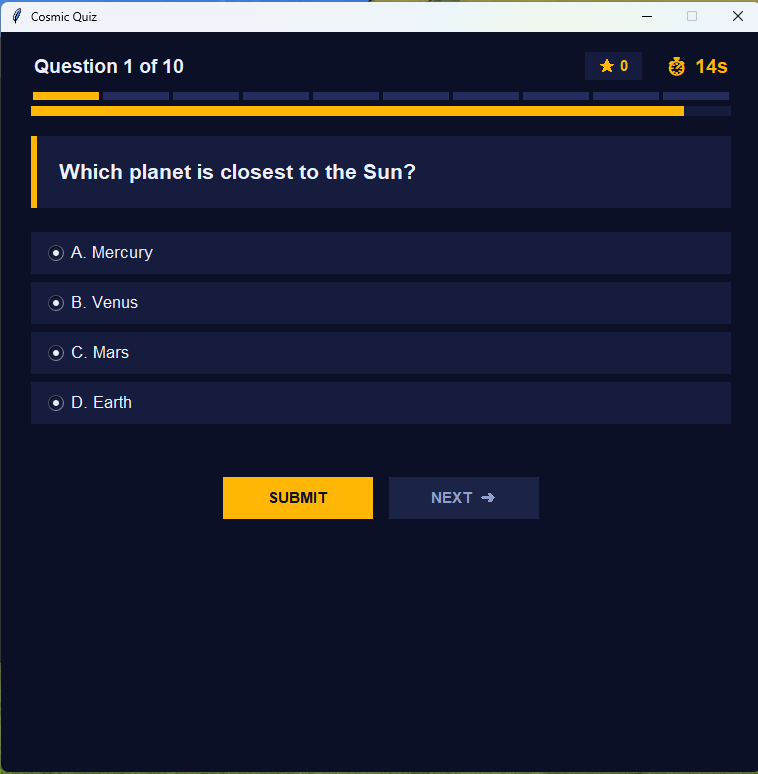 Cosmic Quiz
Question 1 of 10
★ 0
⏱ 14s
Which planet is closest to the Sun?
A. Mercury
B. Venus
C. Mars
D. Earth
SUBMIT
NEXT ➔